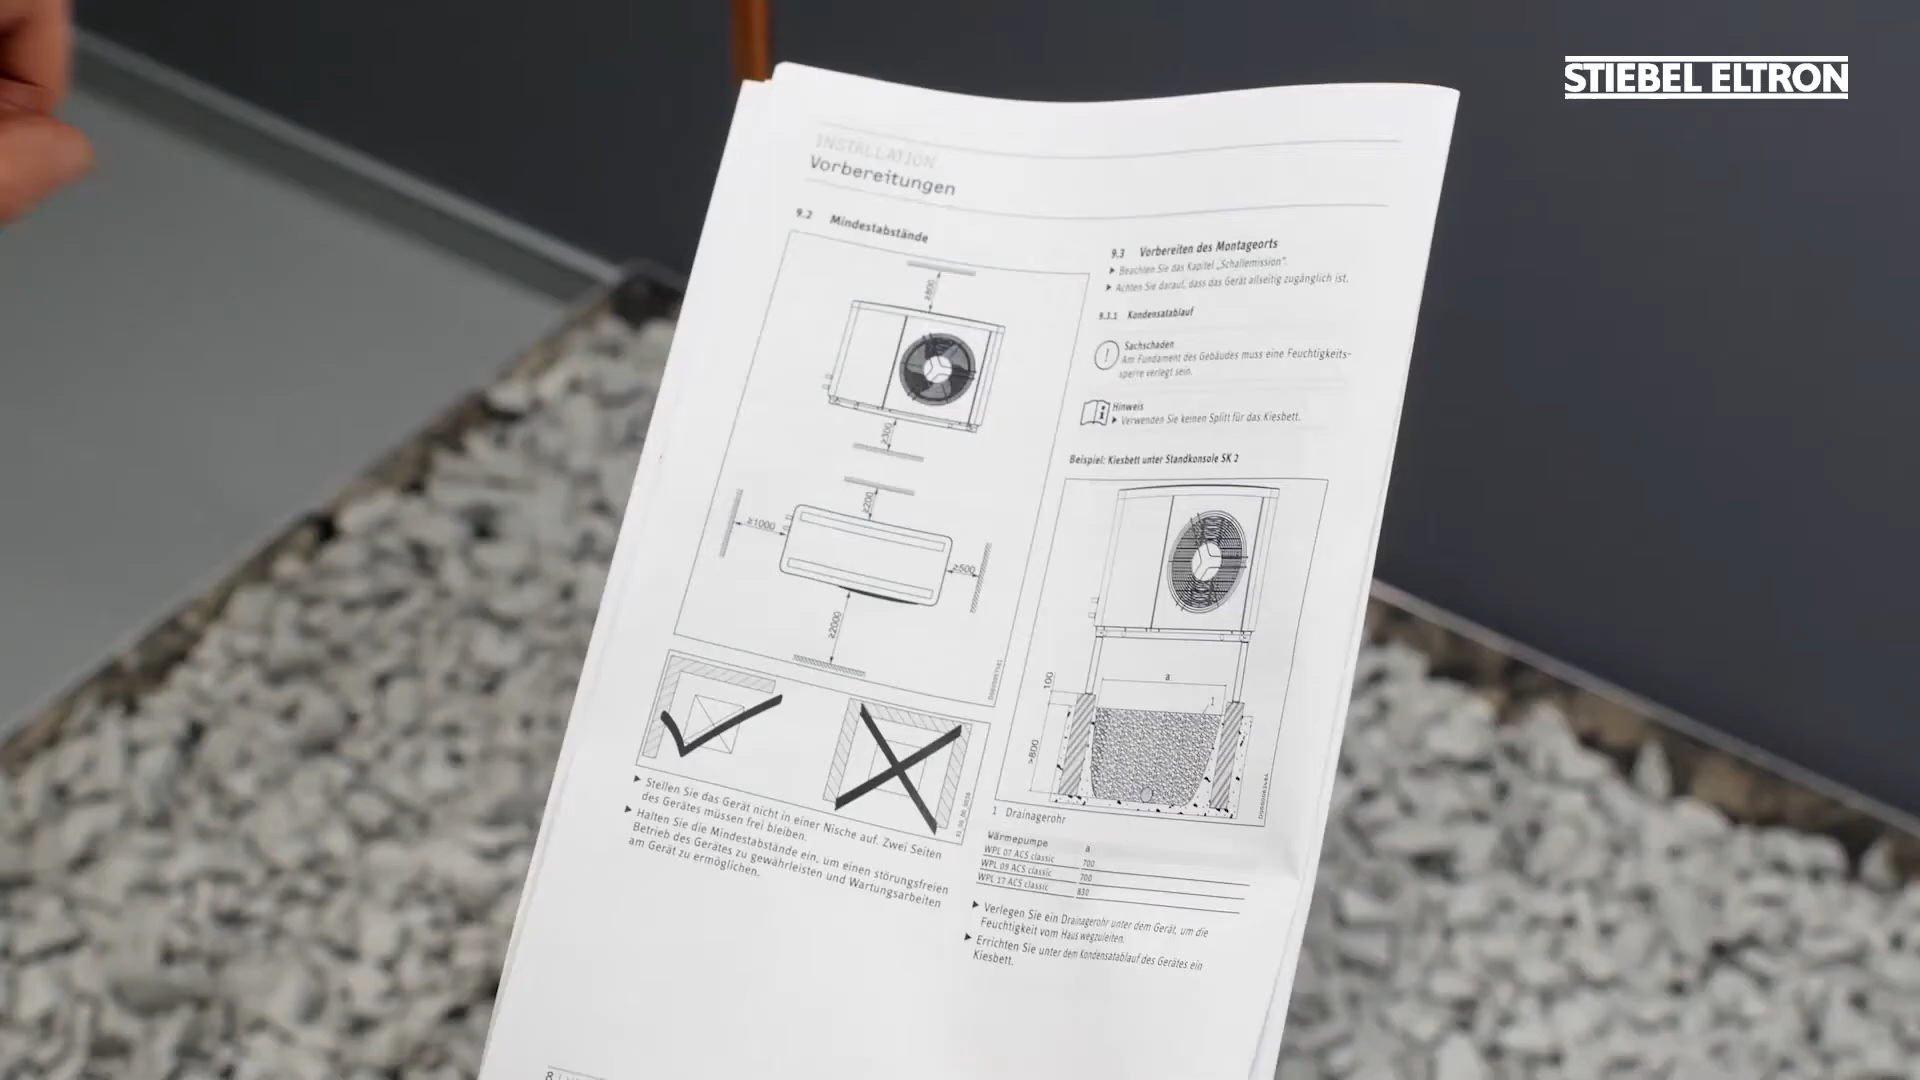 STIEBEL ELTRON
INSTALLATION
Vorbereitungen
9.2 Mindestabstände
≥800
≥300
≥200
≥1000
≥500
≥2000
▶ Stellen Sie das Gerät nicht in einer Nische auf. Zwei Seiten
des Gerätes müssen frei bleiben.
▶ Halten Sie die Mindestabstände ein, um einen störungsfreien
Betrieb des Gerätes zu gewährleisten und Wartungsarbeiten
am Gerät zu ermöglichen.
9.3 Vorbereiten des Montageorts
▶ Beachten Sie das Kapitel „Schallemission“.
▶ Achten Sie darauf, dass das Gerät allseitig zugänglich ist.
9.3.1 Kondensatablauf
! Sachschaden
Am Fundament des Gebäudes muss eine Feuchtigkeits-
sperre verlegt sein.
i Hinweis
▶ Verwenden Sie keinen Splitt für das Kiesbett.
Beispiel: Kiesbett unter Standkonsole SK 2
a
1
100
>800
1 Drainagerohr
Wärmepumpe a
WPL 07 ACS classic 700
WPL 09 ACS classic 700
WPL 17 ACS classic 830
▶ Verlegen Sie ein Drainagerohr unter dem Gerät, um die
Feuchtigkeit vom Haus wegzuleiten.
▶ Errichten Sie unter dem Kondensatablauf des Gerätes ein
Kiesbett.
8